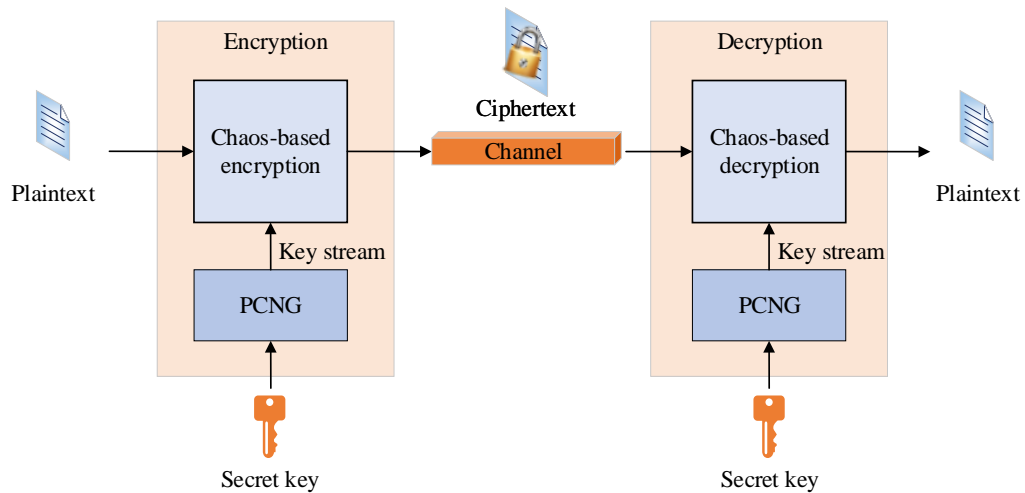 Encryption
Decryption
Ciphertext
Chaos-based
encryption
Channel
Chaos-based
decryption
Plaintext
Plaintext
Key stream
Key stream
PCNG
PCNG
Secret key
Secret key